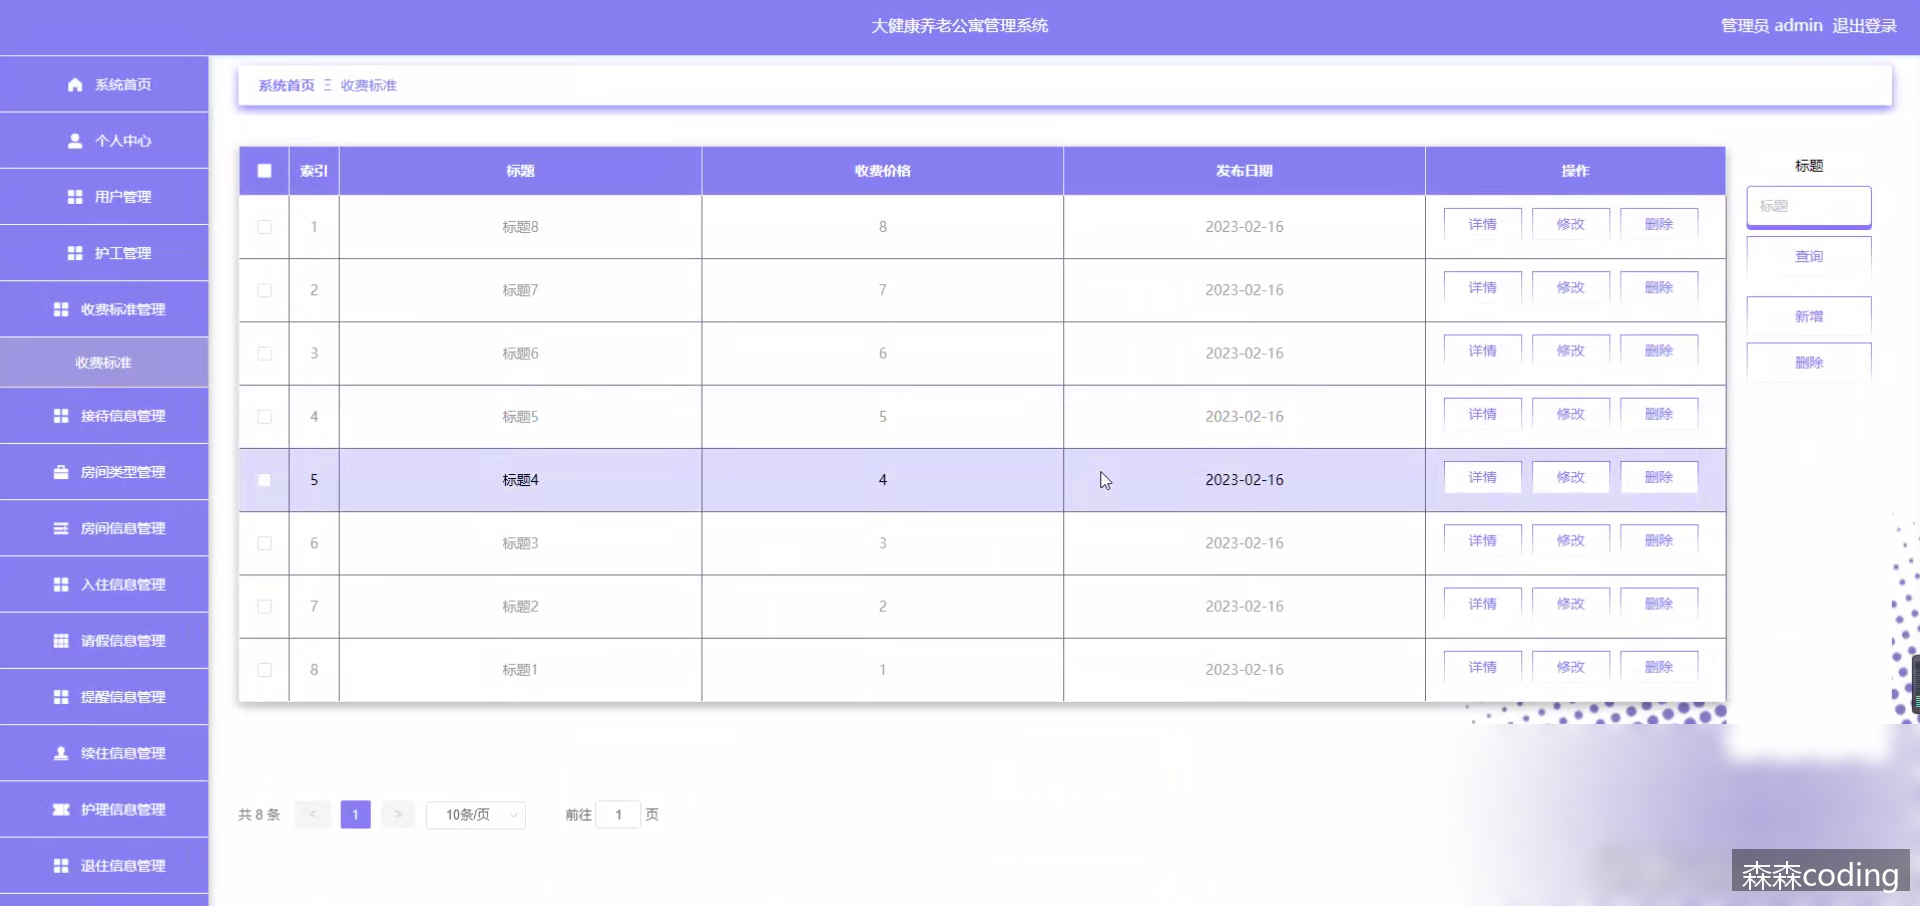 大健康养老公寓管理系统
管理员 admin 退出登录
系统首页
个人中心
用户管理
护工管理
收费标准管理
收费标准
接待信息管理
房间类型管理
房间信息管理
入住信息管理
请假信息管理
提醒信息管理
续住信息管理
护理信息管理
退住信息管理
系统首页 Ξ 收费标准
索引 标题 收费价格 发布日期 操作
1 标题8 8 2023-02-16 详情 修改 删除
2 标题7 7 2023-02-16 详情 修改 删除
3 标题6 6 2023-02-16 详情 修改 删除
4 标题5 5 2023-02-16 详情 修改 删除
5 标题4 4 2023-02-16 详情 修改 删除
6 标题3 3 2023-02-16 详情 修改 删除
7 标题2 2 2023-02-16 详情 修改 删除
8 标题1 1 2023-02-16 详情 修改 删除
标题
标题
查询
新增
删除
共 8 条 < 1 > 10条/页 前往 1 页
森森coding